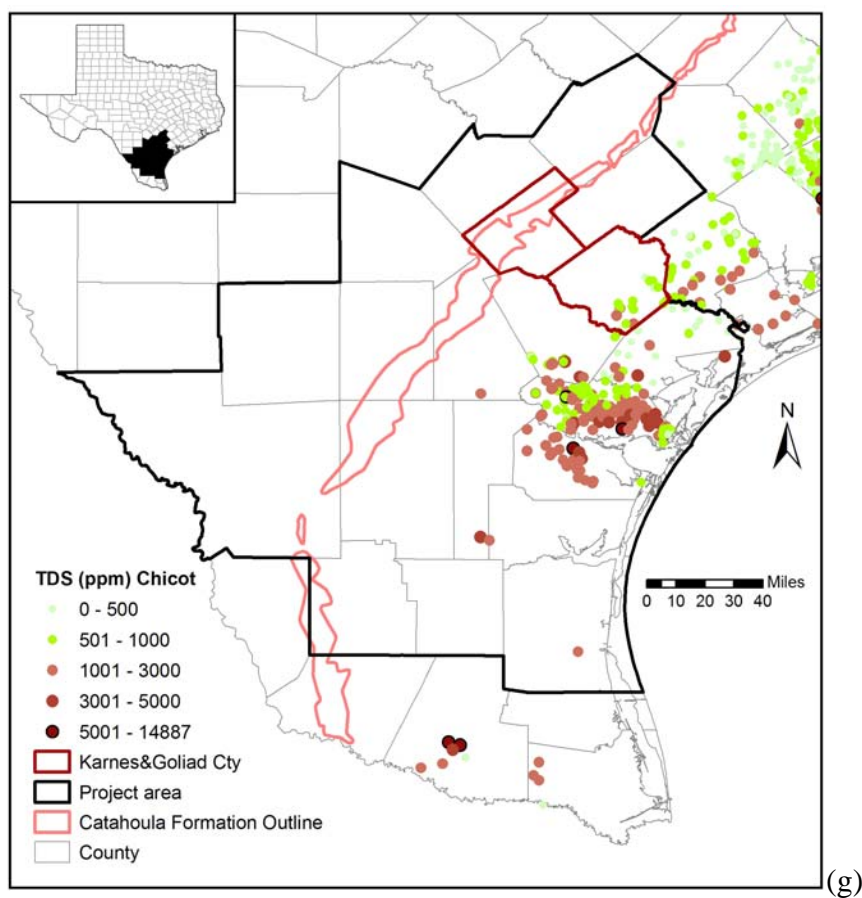 N
Miles
0 10 20 30 40
TDS (ppm) Chicot
0 - 500
501 - 1000
1001 - 3000
3001 - 5000
5001 - 14887
Karnes&Goliad Cty
Project area
Catahoula Formation Outline
County
(g)